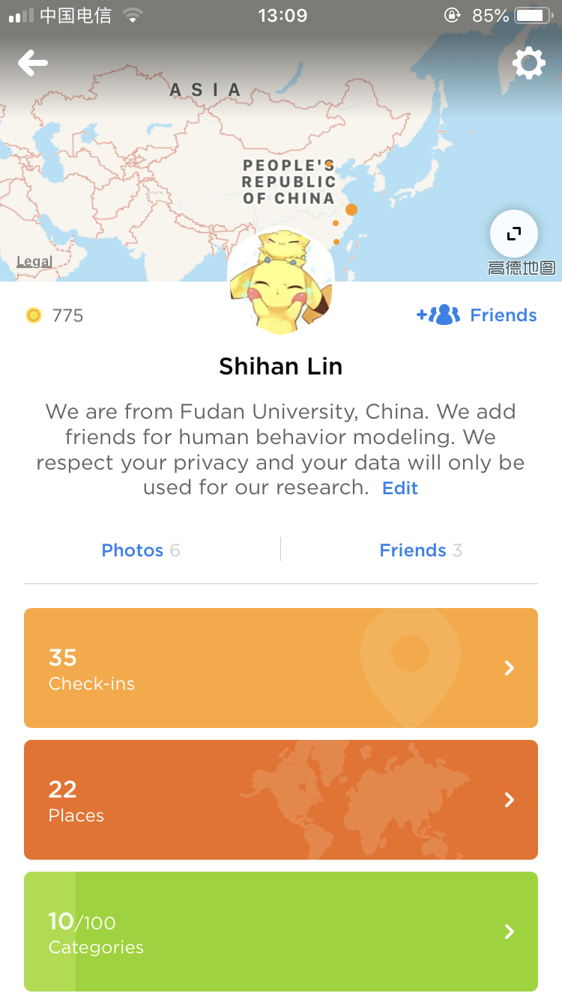 中国电信 13:09 85%
ASIA
PEOPLE'S
REPUBLIC
OF CHINA
Legal
高德地图
775 + Friends
Shihan Lin
We are from Fudan University, China. We add
friends for human behavior modeling. We
respect your privacy and your data will only be
used for our research. Edit
Photos 6 Friends 3
35
Check-ins
22
Places
10/100
Categories